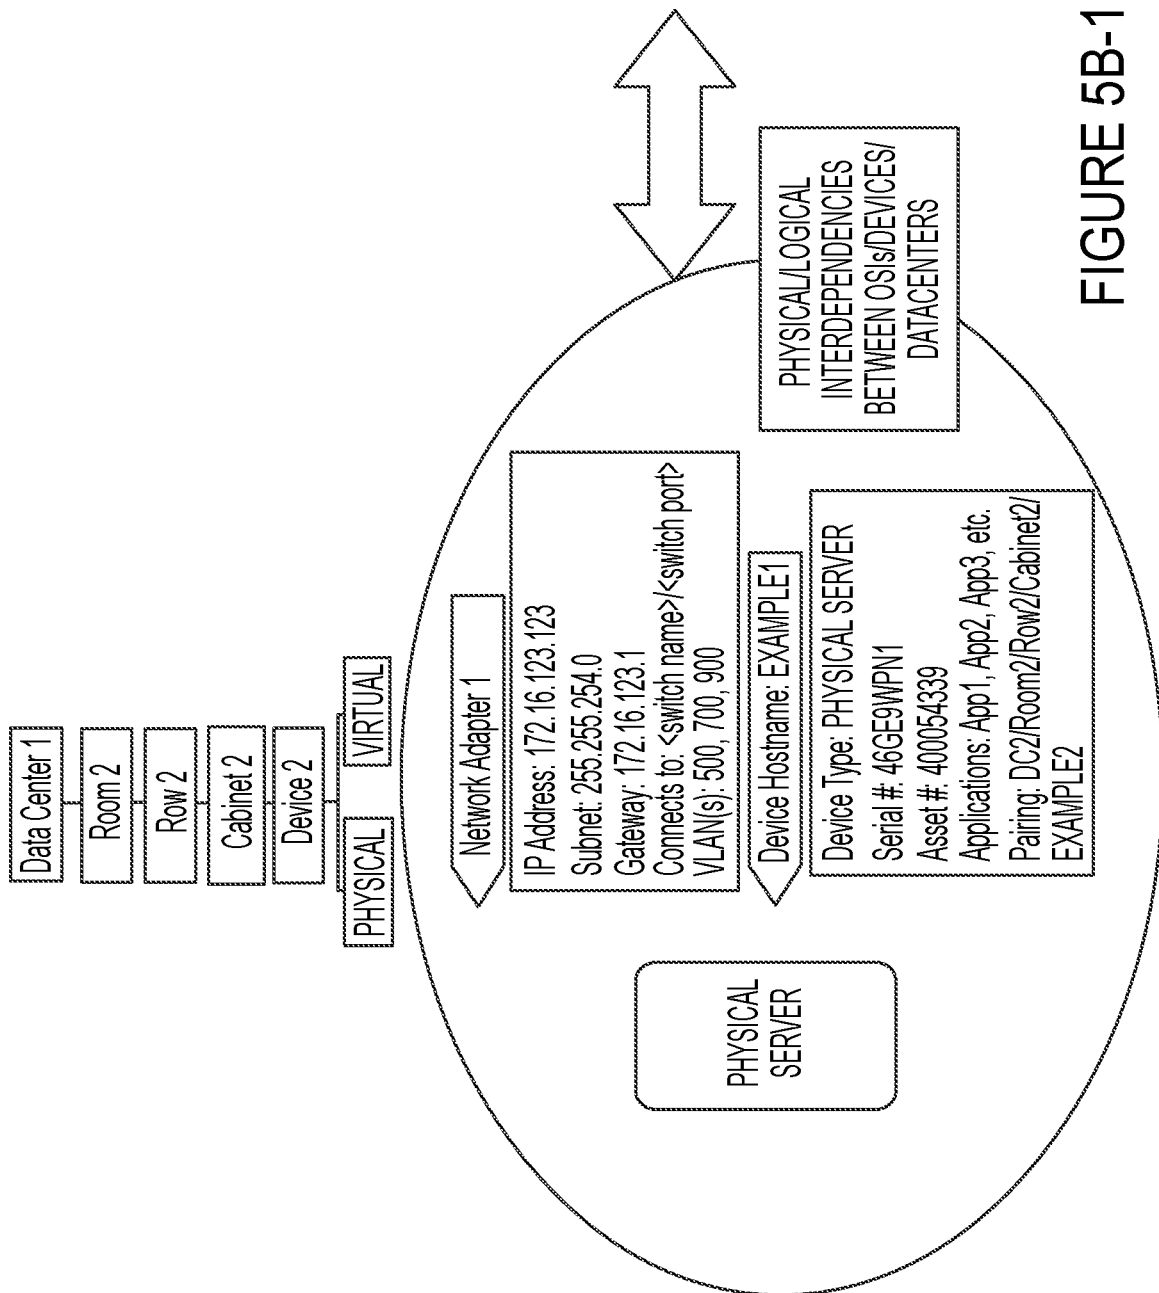 Data Center 1
Room 2
Row 2
Cabinet 2
Device 2
PHYSICAL
VIRTUAL
Network Adapter 1
IP Address: 172.16.123.123
Subnet: 255.255.254.0
Gateway: 172.16.123.1
Connects to: <switch name>/<switch port>
VLAN(s): 500, 700, 900
Device Hostname: EXAMPLE1
Device Type: PHYSICAL SERVER
Serial #: 46GE9WPN1
Asset #: 400054339
Applications: App1, App2, App3, etc.
Pairing: DC2/Room2/Row2/Cabinet2/
EXAMPLE2
PHYSICAL
SERVER
PHYSICAL/LOGICAL
INTERDEPENDENCIES
BETWEEN OSIs/DEVICES/
DATACENTERS
FIGURE 5B-1